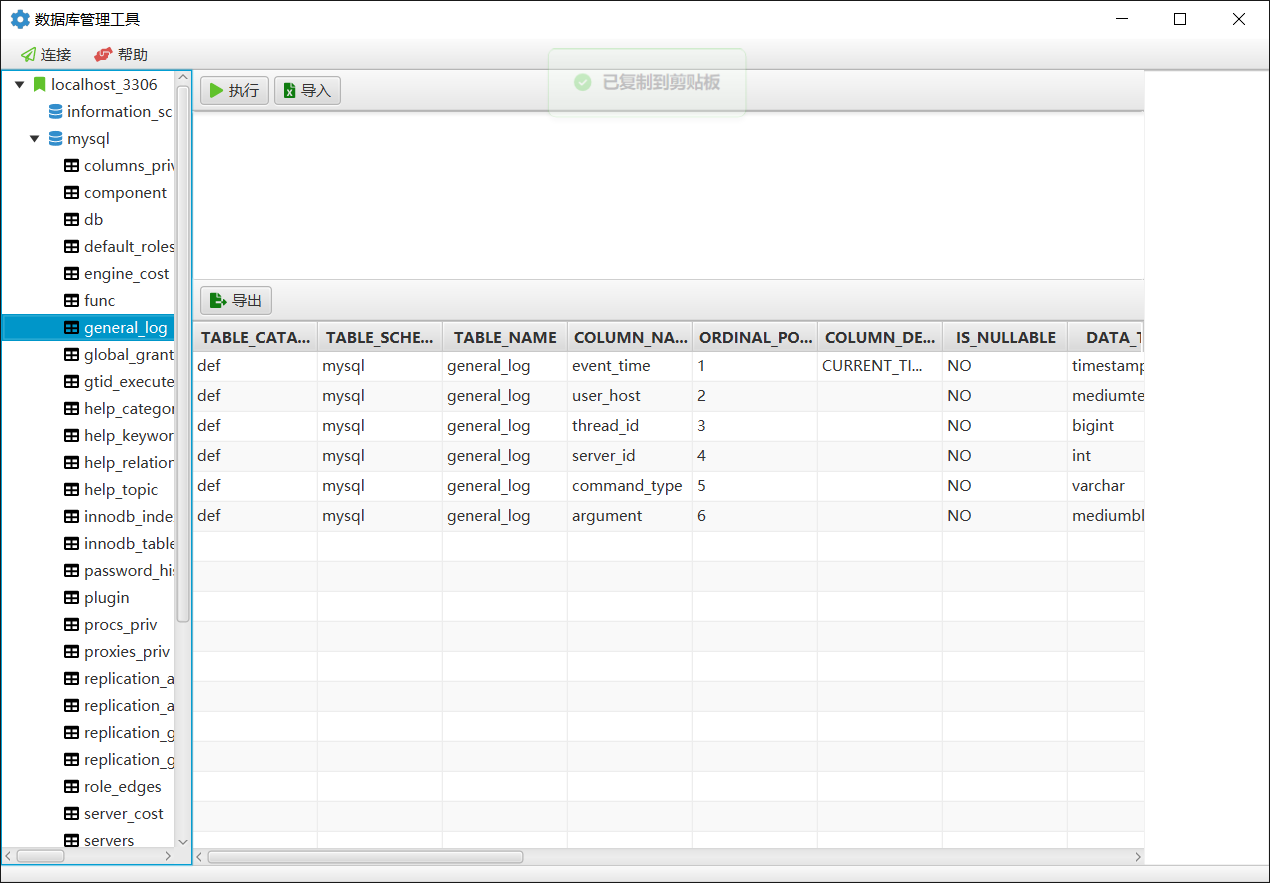 数据库管理工具
连接 帮助
已复制到剪贴板
localhost_3306
information_sc
mysql
columns_priv
component
db
default_roles
engine_cost
func
general_log
global_grant
gtid_execute
help_categor
help_keywor
help_relation
help_topic
innodb_inde
innodb_table
password_his
plugin
procs_priv
proxies_priv
replication_a
replication_a
replication_g
replication_g
role_edges
server_cost
servers
执行 导入
导出
TABLE_CATA... TABLE_SCHE... TABLE_NAME COLUMN_NA... ORDINAL_PO... COLUMN_DE... IS_NULLABLE DATA_T
def mysql general_log event_time 1 CURRENT_TI... NO timestamp
def mysql general_log user_host 2 NO mediumte
def mysql general_log thread_id 3 NO bigint
def mysql general_log server_id 4 NO int
def mysql general_log command_type 5 NO varchar
def mysql general_log argument 6 NO mediumbl